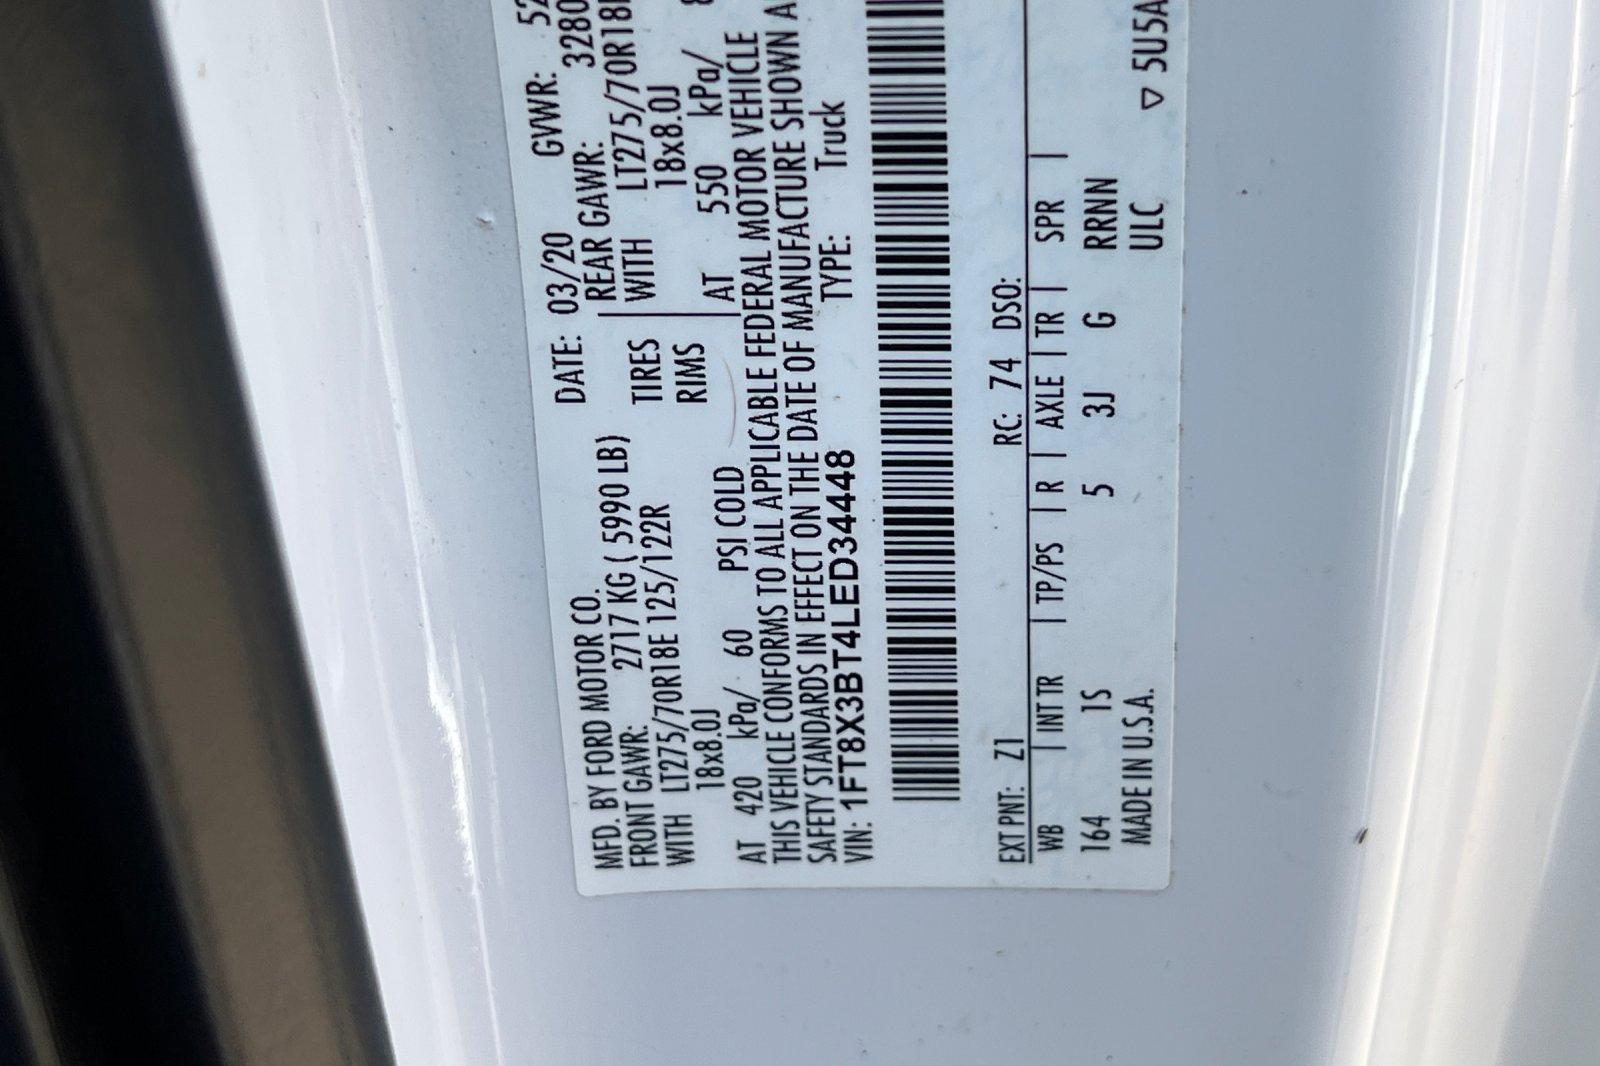 MFD. BY FORD MOTOR CO. DATE: 03/20 GVWR:
FRONT GAWR: 2717 KG ( 5990 LB) REAR GAWR: 3280
WITH LT275/70R18E 125/122R TIRES WITH LT275/70R18
18x8.0J RIMS 18x8.0J
AT 420 kPa/ 60 PSI COLD AT 550 kPa/
THIS VEHICLE CONFORMS TO ALL APPLICABLE FEDERAL MOTOR VEHICLE
SAFETY STANDARDS IN EFFECT ON THE DATE OF MANUFACTURE SHOWN A
VIN: 1FT8X3BT4LED34448 TYPE: Truck
EXT PNT: Z1 RC: 74 DSO:
WB | INT TR | TP/PS | R | AXLE | TR | SPR |
164 1S 5 3J G RRNN
MADE IN U.S.A. ULC ▽ 5U5A